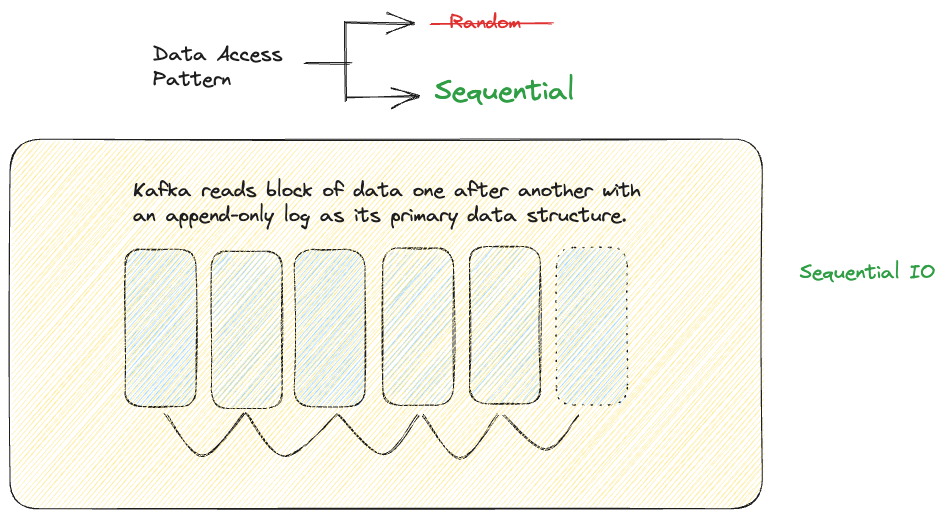 Random
Data Access
Pattern
Sequential
Kafka reads block of data one after another with
an append-only log as its primary data structure.
Sequential IO